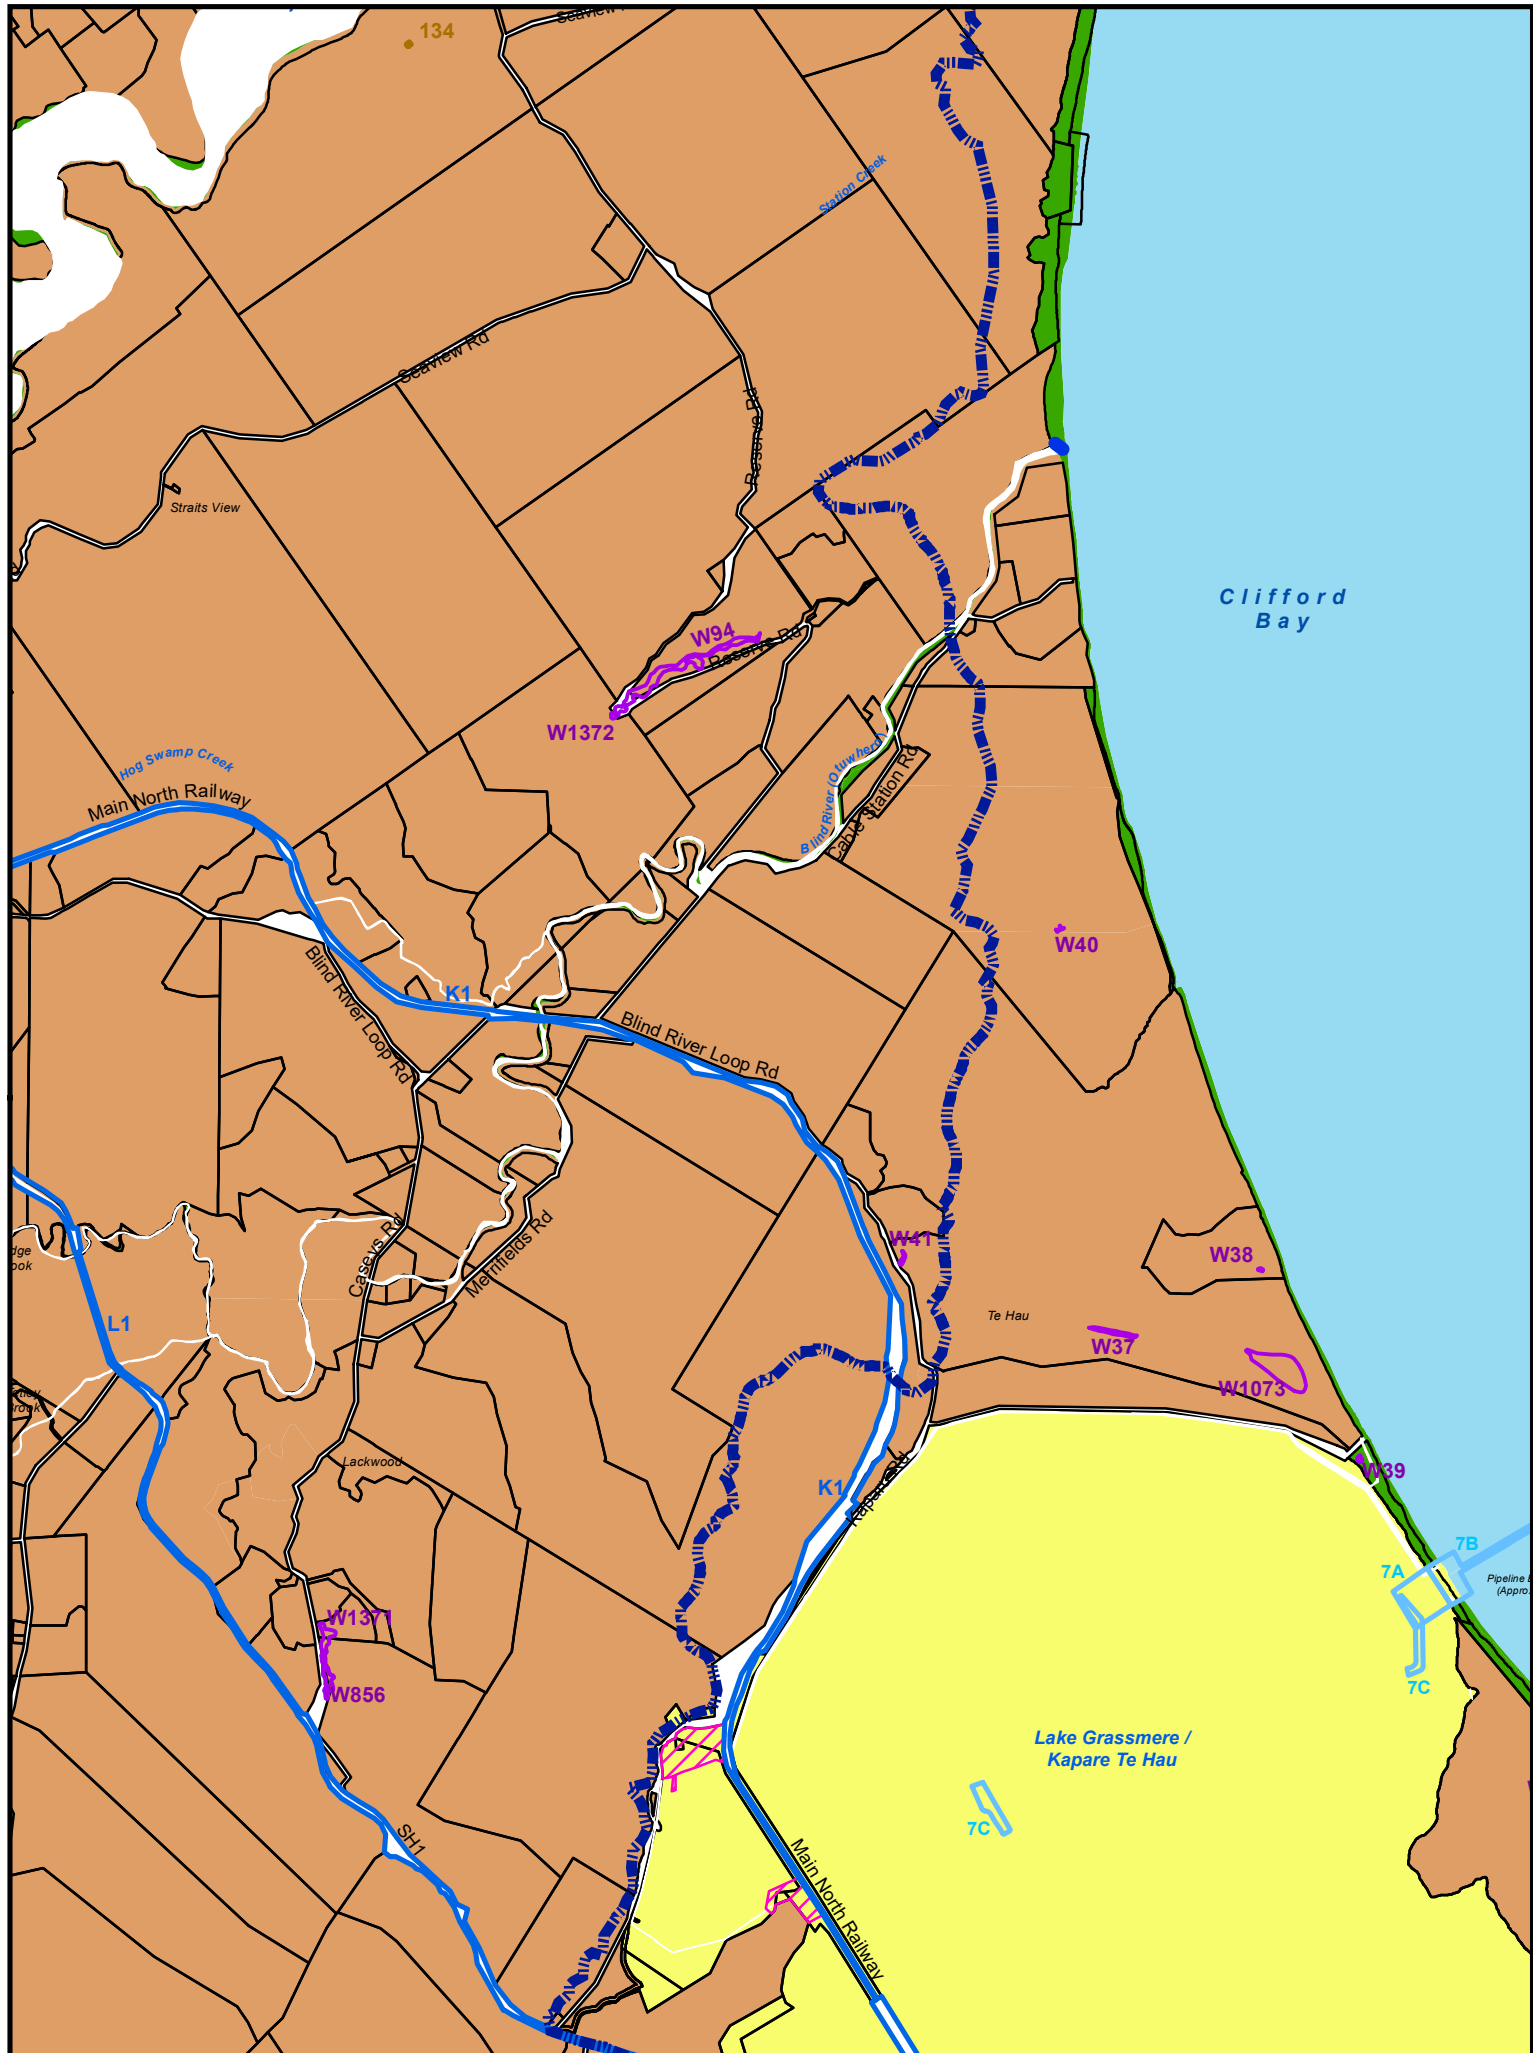 134
Station Creek
Seaview Rd
Reserve Rd
Straits View
Clifford
Bay
W94
Reserve Rd
W1372
Hog Swamp Creek
Main North Railway
Blind River (Otuwhero)
Cable Station Rd
W40
Blind River Loop Rd
K1
Blind River Loop Rd
Caseys Rd
Merrifields Rd
W41
W38
L1
Te Hau
W37
W1073
Lackwood
K1
Kaparu Rd
W39
7B
7A
Pipeline
(Appro
7C
W1371
W856
Lake Grassmere /
Kapare Te Hau
7C
SH1
Main North Railway